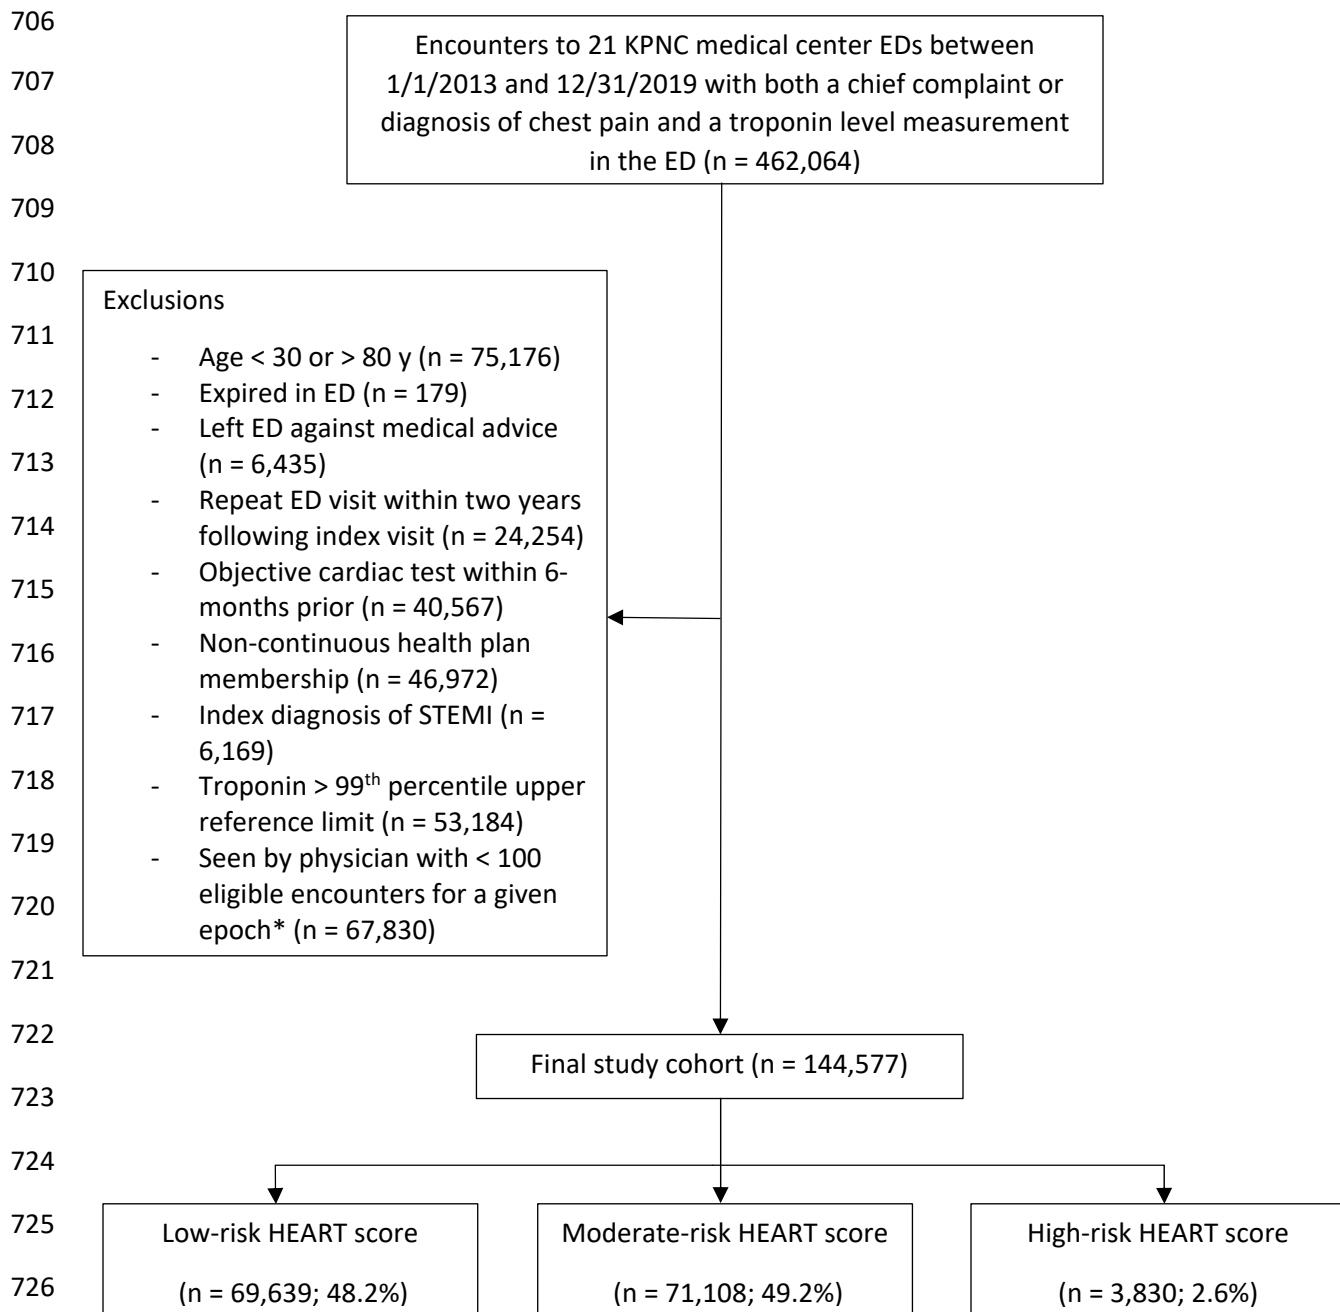 706
Encounters to 21 KPNC medical center EDs between
707
1/1/2013 and 12/31/2019 with both a chief complaint or
diagnosis of chest pain and a troponin level measurement
708
in the ED (n = 462,064)
709
710
Exclusions
711
- Age < 30 or > 80 y (n = 75,176)
712
- Expired in ED (n = 179)
- Left ED against medical advice
713
(n = 6,435)
- Repeat ED visit within two years
714
following index visit (n = 24,254)
- Objective cardiac test within 6-
715
months prior (n = 40,567)
- Non-continuous health plan
716
membership (n = 46,972)
717
- Index diagnosis of STEMI (n =
6,169)
718
- Troponin > 99th percentile upper
reference limit (n = 53,184)
719
- Seen by physician with < 100
eligible encounters for a given
720
epoch* (n = 67,830)
721
722
Final study cohort (n = 144,577)
723
724
725
Low-risk HEART score
Moderate-risk HEART score
High-risk HEART score
726
(n = 69,639; 48.2%)
(n = 71,108; 49.2%)
(n = 3,830; 2.6%)